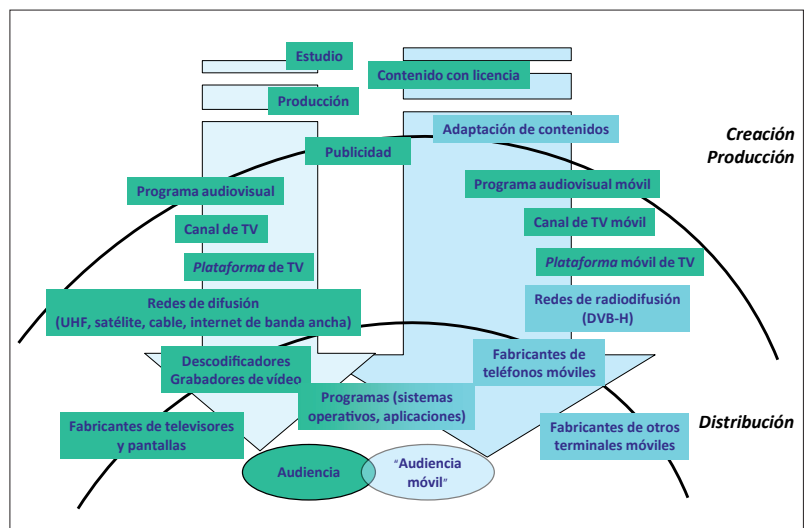 Estudio
Contenido con licencia
Producción
Adaptación de contenidos
Creación
Producción
Publicidad
Programa audiovisual
Programa audiovisual móvil
Canal de TV
Canal de TV móvil
Plataforma de TV
Plataforma móvil de TV
Redes de difusión
(UHF, satélite, cable, internet de banda ancha)
Redes de radiodifusión
(DVB-H)
Descodificadores
Grabadores de vídeo
Fabricantes de
teléfonos móviles
Programas (sistemas
operativos, aplicaciones)
Fabricantes de televisores
y pantallas
Fabricantes de otros
terminales móviles
Distribución
Audiencia
"Audiencia
móvil"